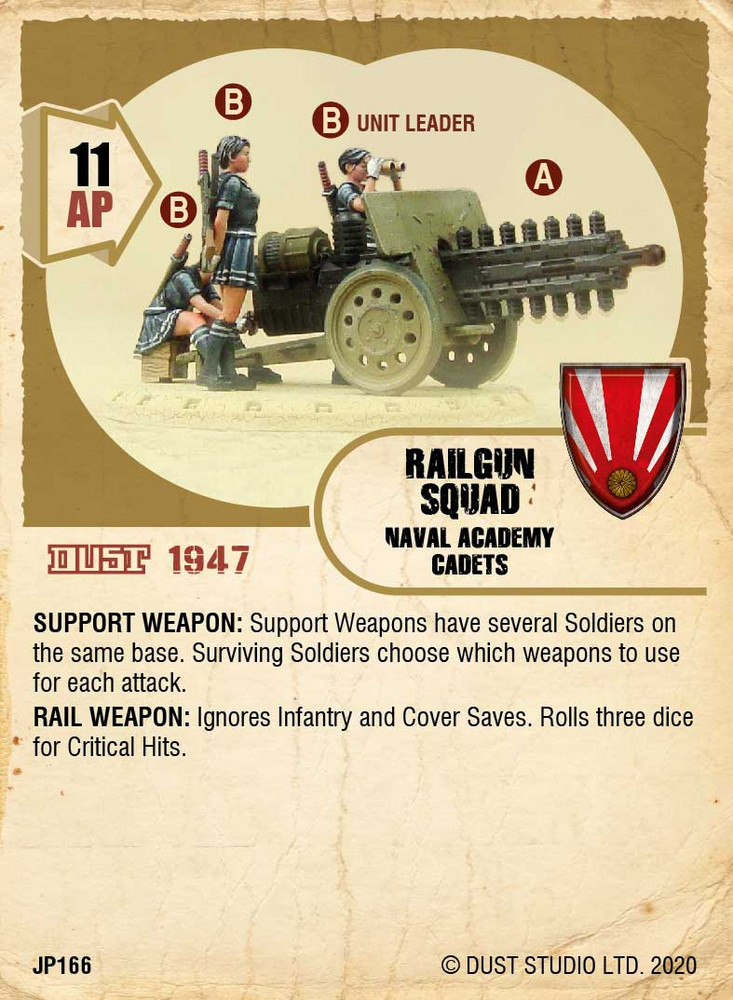 11
AP
B
B UNIT LEADER
A
B
RAILGUN
SQUAD
NAVAL ACADEMY
CADETS
DUST 1947
SUPPORT WEAPON: Support Weapons have several Soldiers on
the same base. Surviving Soldiers choose which weapons to use
for each attack.
RAIL WEAPON: Ignores Infantry and Cover Saves. Rolls three dice
for Critical Hits.
JP166
© DUST STUDIO LTD. 2020